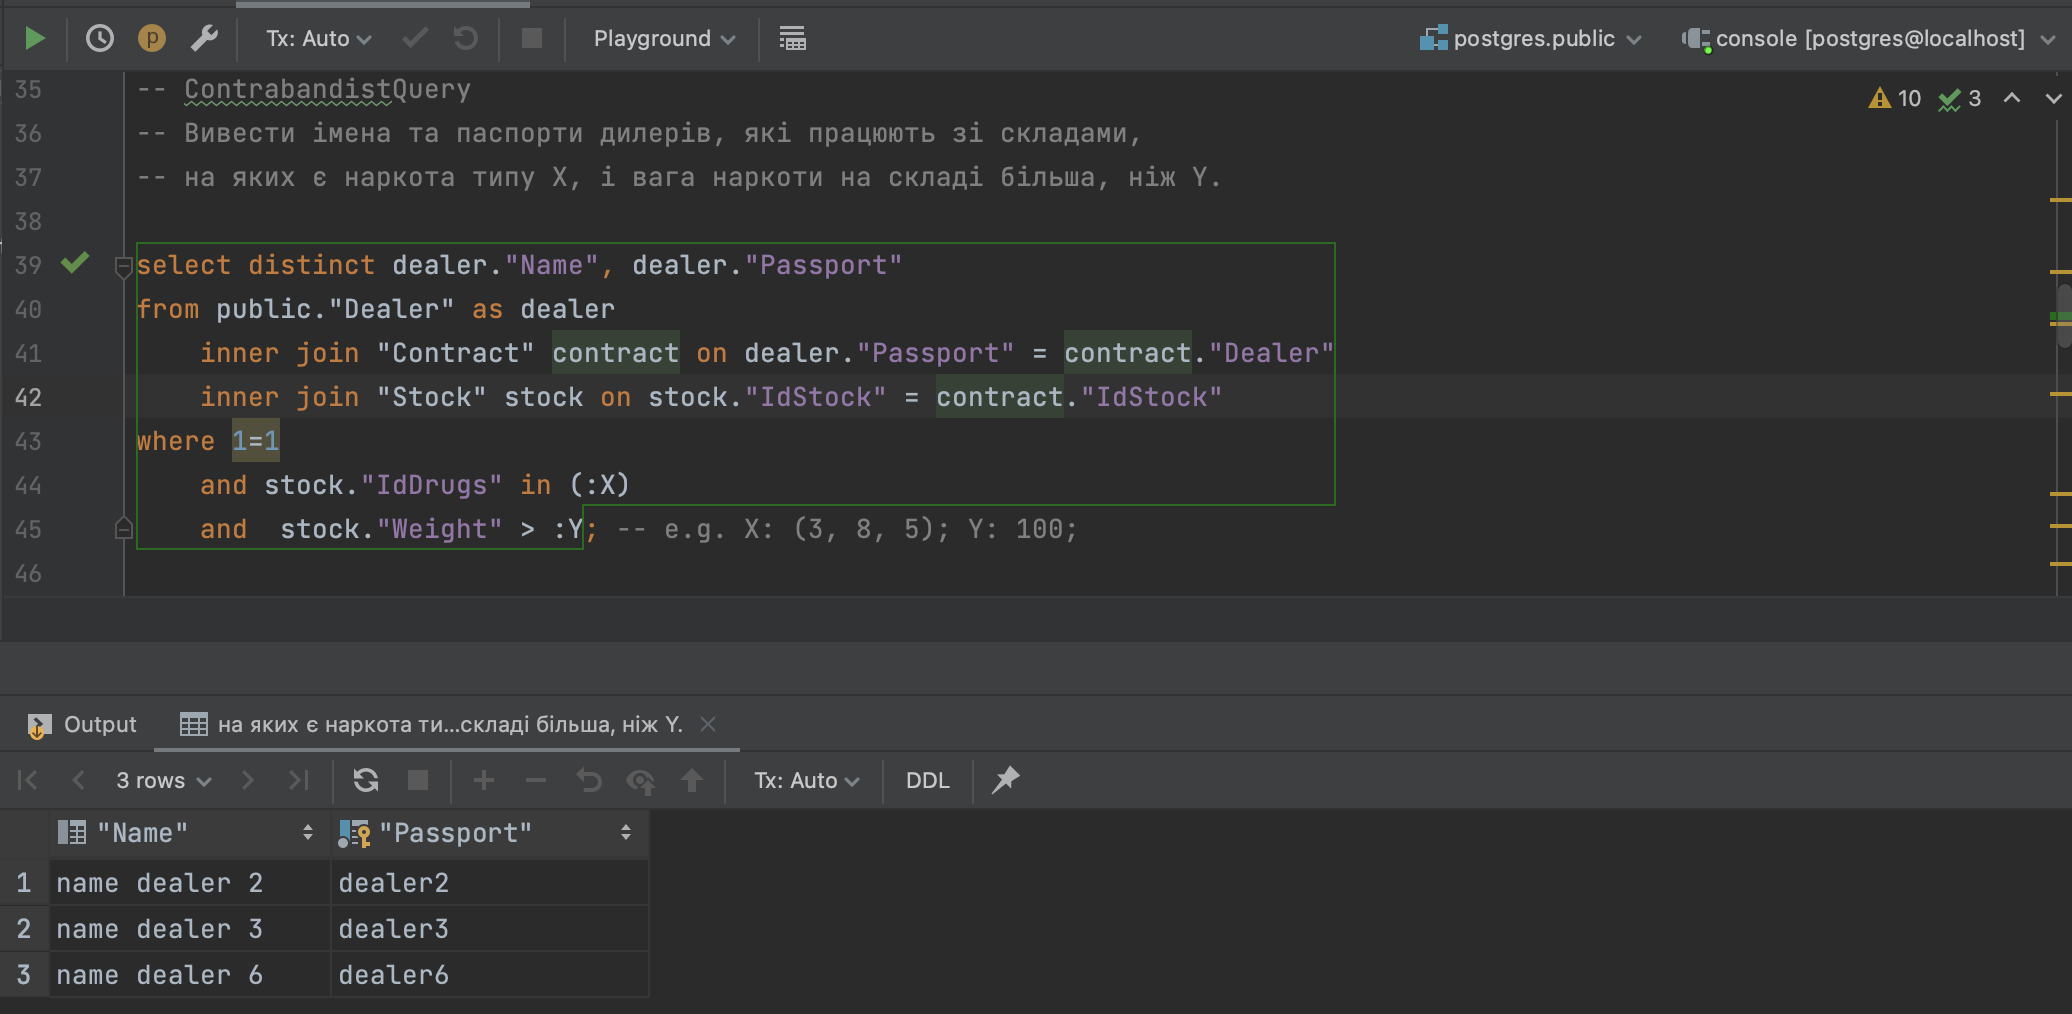 Tx: Auto Playground postgres.public console [postgres@localhost]
35 -- ContrabandistQuery 10 3
36 -- Вивести імена та паспорти дилерів, які працюють зі складами,
37 -- на яких є наркота типу X, і вага наркоти на складі більша, ніж Y.
38
39 select distinct dealer."Name", dealer."Passport"
40 from public."Dealer" as dealer
41 inner join "Contract" contract on dealer."Passport" = contract."Dealer"
42 inner join "Stock" stock on stock."IdStock" = contract."IdStock"
43 where 1=1
44 and stock."IdDrugs" in (:X)
45 and stock."Weight" > :Y; -- e.g. X: (3, 8, 5); Y: 100;
46
Output на яких є наркота ти...складі більша, ніж Y.
3 rows Tx: Auto DDL
"Name" "Passport"
1 name dealer 2 dealer2
2 name dealer 3 dealer3
3 name dealer 6 dealer6